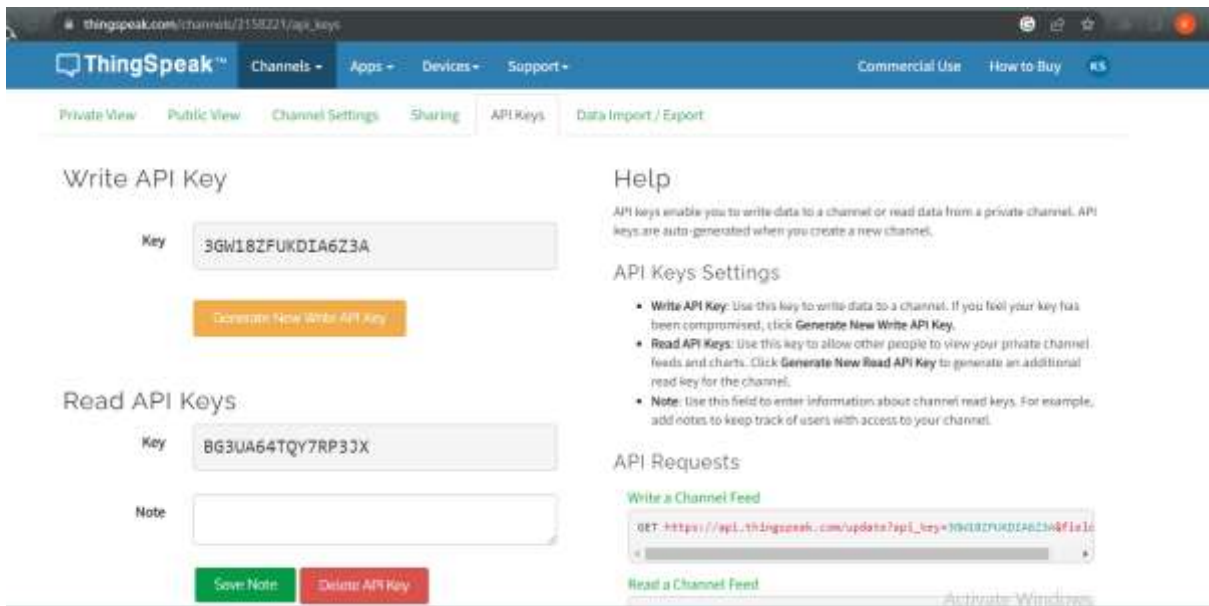 thingspeak.com/channels/2158221/api_keys
ThingSpeak™ Channels Apps Devices Support Commercial Use How to Buy KS
Private View Public View Channel Settings Sharing API Keys Data Import / Export
Write API Key
Key 3GW18ZFUKDIA6Z3A
Generate New Write API Key
Read API Keys
Key BG3UA64TQY7RP3JX
Note
Save Note Delete API Key
Help
API keys enable you to write data to a channel or read data from a private channel. API
keys are auto-generated when you create a new channel.
API Keys Settings
Write API Key: Use this key to write data to a channel. If you feel your key has
been compromised, click Generate New Write API Key.
Read API Keys: Use this key to allow other people to view your private channel
feeds and charts. Click Generate New Read API Key to generate an additional
read key for the channel.
Note: Use this field to enter information about channel read keys. For example,
add notes to keep track of users with access to your channel.
API Requests
Write a Channel Feed
GET https://api.thingspeak.com/update?api_key=3GW18ZFUKDIA6Z3A&field
Read a Channel Feed
Activate Windows